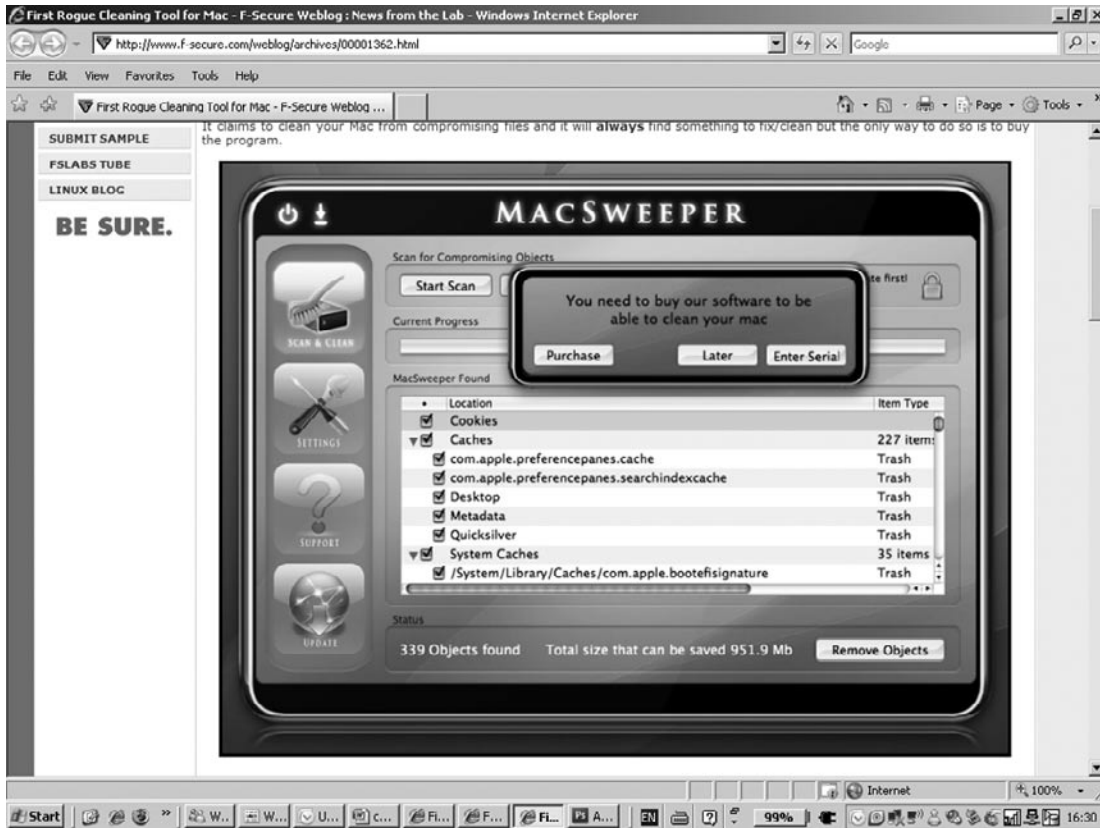 First Rogue Cleaning Tool for Mac - F-Secure Weblog : News from the Lab - Windows Internet Explorer
http://www.f-secure.com/weblog/archives/00001362.html
Google
File Edit View Favorites Tools Help
First Rogue Cleaning Tool for Mac - F-Secure Weblog ...
Page Tools
It claims to clean your Mac from compromising files and it will always find something to fix/clean but the only way to do so is to buy
the program.
SUBMIT SAMPLE
FSLABS TUBE
LINUX BLOG
BE SURE.
MACSWEEPER
Scan for Compromising Objects
Start Scan
first!
You need to buy our software to be
able to clean your mac
Purchase Later Enter Serial
SCAN & CLEAN
Current Progress
MacSweeper Found
• Location Item Type
Cookies
Caches 227 items
com.apple.preferencepanes.cache Trash
com.apple.preferencepanes.searchindexcache Trash
Desktop Trash
Metadata Trash
Quicksilver Trash
System Caches 35 items
/System/Library/Caches/com.apple.bootefisignature Trash
SETTINGS
SUPPORT
UPDATE
Status
339 Objects found Total size that can be saved 951.9 Mb Remove Objects
Internet 100%
Start W... W... U... c... Fi... F... Fi... A... EN 99% 16:30